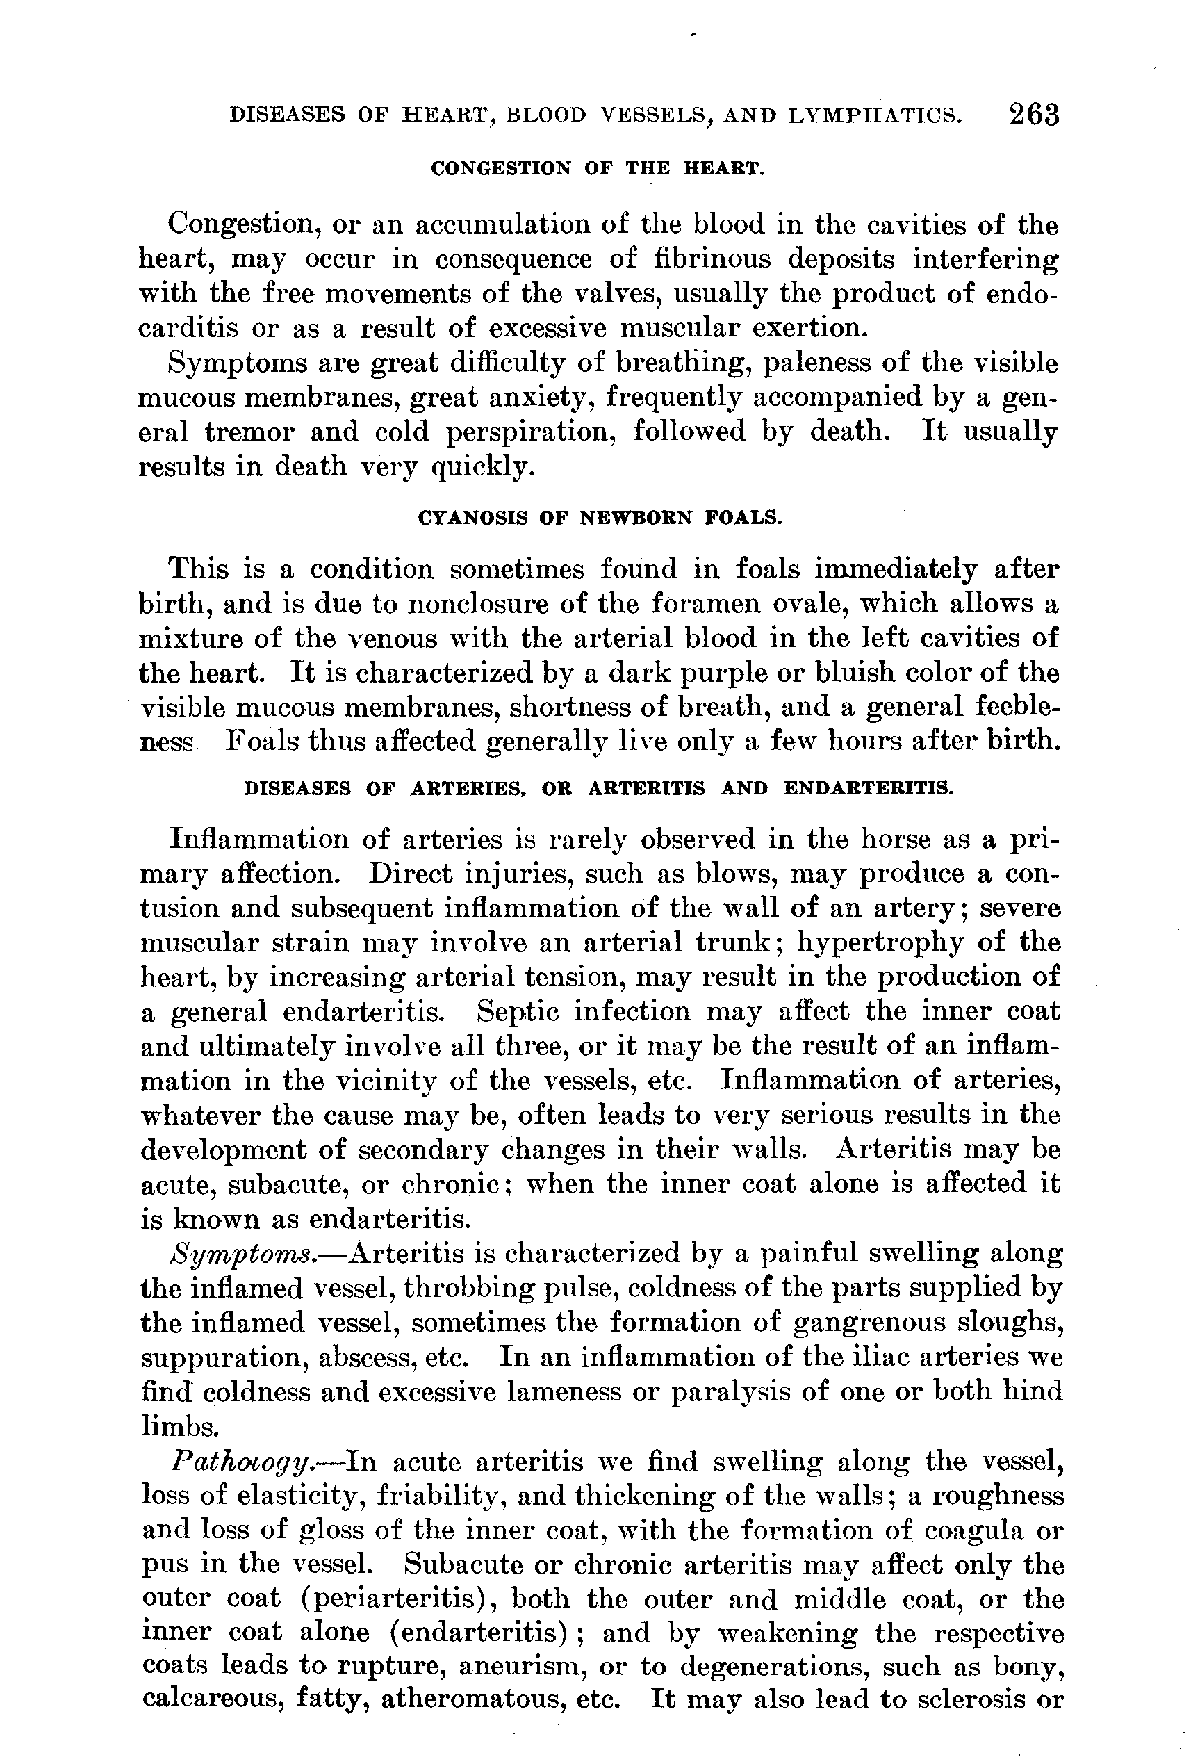 DISEASES OF HEART, BLOOD VESSELS, AND LYMPHATICS. 263
CONGESTION OF THE HEART.
Congestion, or an accumulation of the blood in the cavities of the
heart, may occur in consequence of fibrinous deposits interfering
with the free movements of the valves, usually the product of endo-
carditis or as a result of excessive muscular exertion.
Symptoms are great difficulty of breathing, paleness of the visible
mucous membranes, great anxiety, frequently accompanied by a gen-
eral tremor and cold perspiration, followed by death. It usually
results in death very quickly.
CYANOSIS OF NEWBORN FOALS.
This is a condition sometimes found in foals immediately after
birth, and is due to nonclosure of the foramen ovale, which allows a
mixture of the venous with the arterial blood in the left cavities of
the heart. It is characterized by a dark purple or bluish color of the
visible mucous membranes, shortness of breath, and a general feeble-
ness. Foals thus affected generally live only a few hours after birth.
DISEASES OF ARTERIES, OR ARTERITIS AND ENDARTERITIS.
Inflammation of arteries is rarely observed in the horse as a pri-
mary affection. Direct injuries, such as blows, may produce a con-
tusion and subsequent inflammation of the wall of an artery; severe
muscular strain may involve an arterial trunk; hypertrophy of the
heart, by increasing arterial tension, may result in the production of
a general endarteritis. Septic infection may affect the inner coat
and ultimately involve all three, or it may be the result of an inflam-
mation in the vicinity of the vessels, etc. Inflammation of arteries,
whatever the cause may be, often leads to very serious results in the
development of secondary changes in their walls. Arteritis may be
acute, subacute, or chronic; when the inner coat alone is affected it
is known as endarteritis.
Symptoms.—Arteritis is characterized by a painful swelling along
the inflamed vessel, throbbing pulse, coldness of the parts supplied by
the inflamed vessel, sometimes the formation of gangrenous sloughs,
suppuration, abscess, etc. In an inflammation of the iliac arteries we
find coldness and excessive lameness or paralysis of one or both hind
limbs.
Pathology.—In acute arteritis we find swelling along the vessel,
loss of elasticity, friability, and thickening of the walls; a roughness
and loss of gloss of the inner coat, with the formation of coagula or
pus in the vessel. Subacute or chronic arteritis may affect only the
outer coat (periarteritis), both the outer and middle coat, or the
inner coat alone (endarteritis); and by weakening the respective
coats leads to rupture, aneurism, or to degenerations, such as bony,
calcareous, fatty, atheromatous, etc. It may also lead to sclerosis or